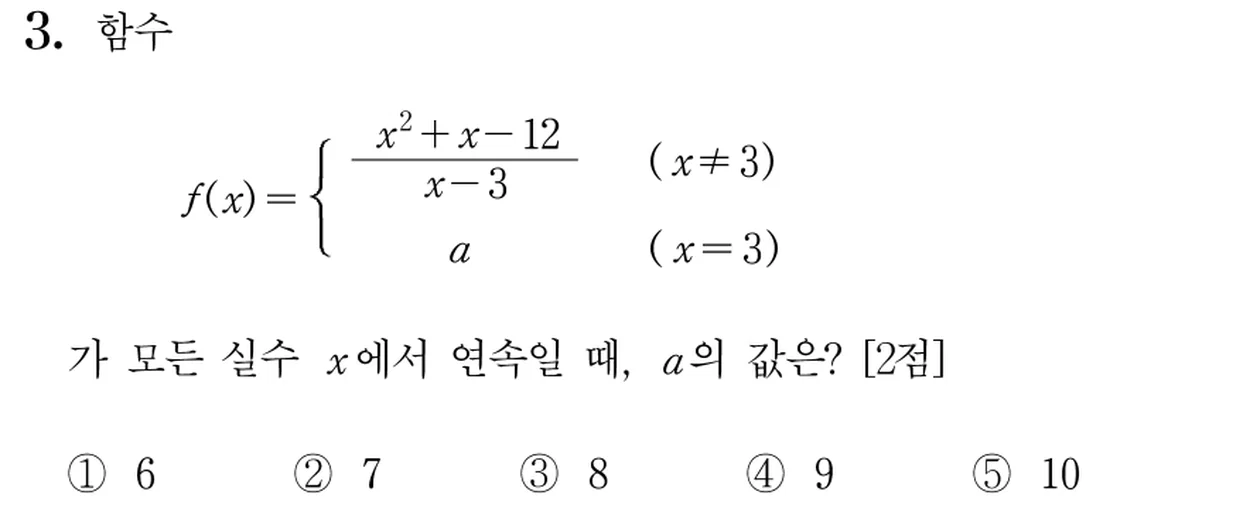 3. 함수
f(x) = { (x² + x − 12)/(x − 3) (x ≠ 3)
a (x = 3)
가 모든 실수 x에서 연속일 때, a의 값은? [2점]
① 6 ② 7 ③ 8 ④ 9 ⑤ 10